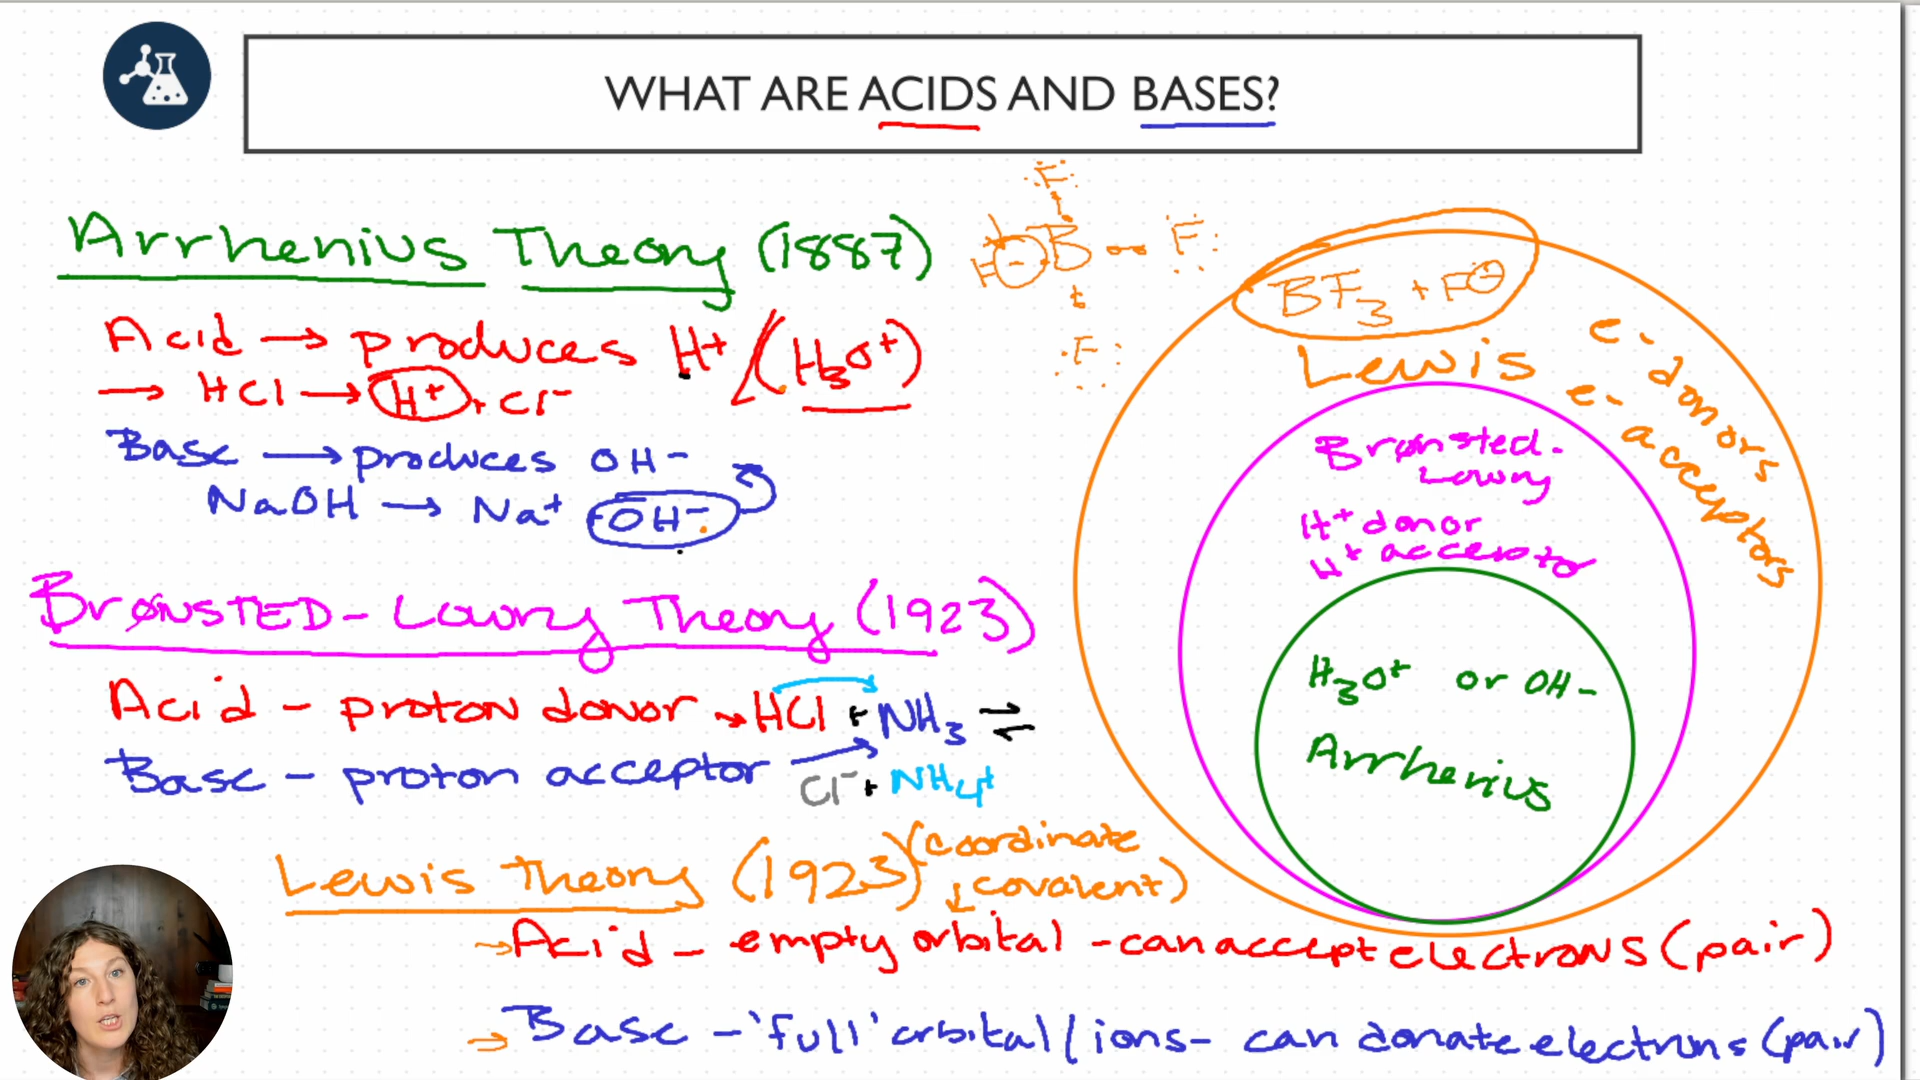 WHAT ARE ACIDS AND BASES?
Arrhenius Theory (1887)
Acid → produces H+ / (H3O+)
→ HCl → H+ + Cl-
Base → produces OH-
NaOH → Na+ + OH-
BrØNSTED - Lowry Theory (1923)
Acid - proton donor → HCl + NH3 ⇌
Base - proton acceptor → Cl- + NH4+
Lewis Theory (1923) (coordinate
↓ covalent)
→ Acid - empty orbital - can accept electrons (pair)
→ Base - 'full' orbital / ions - can donate electrons (pair)
F
F - B - F
F
BF3 + F-
Lewis
e- donors
e- acceptors
Brønsted-
Lowry
H+ donor
H+ acceptor
H3O+ or OH-
Arrhenius